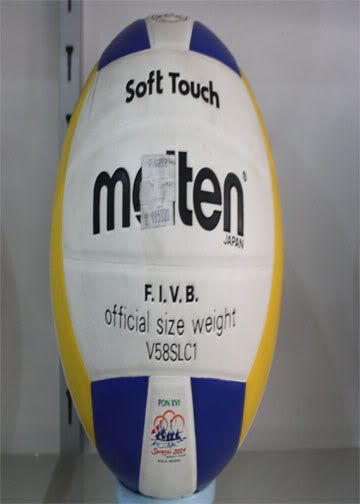 Soft Touch
molten
JAPAN
F.I.V.B.
official size weight
V58SLC1
PON XVI